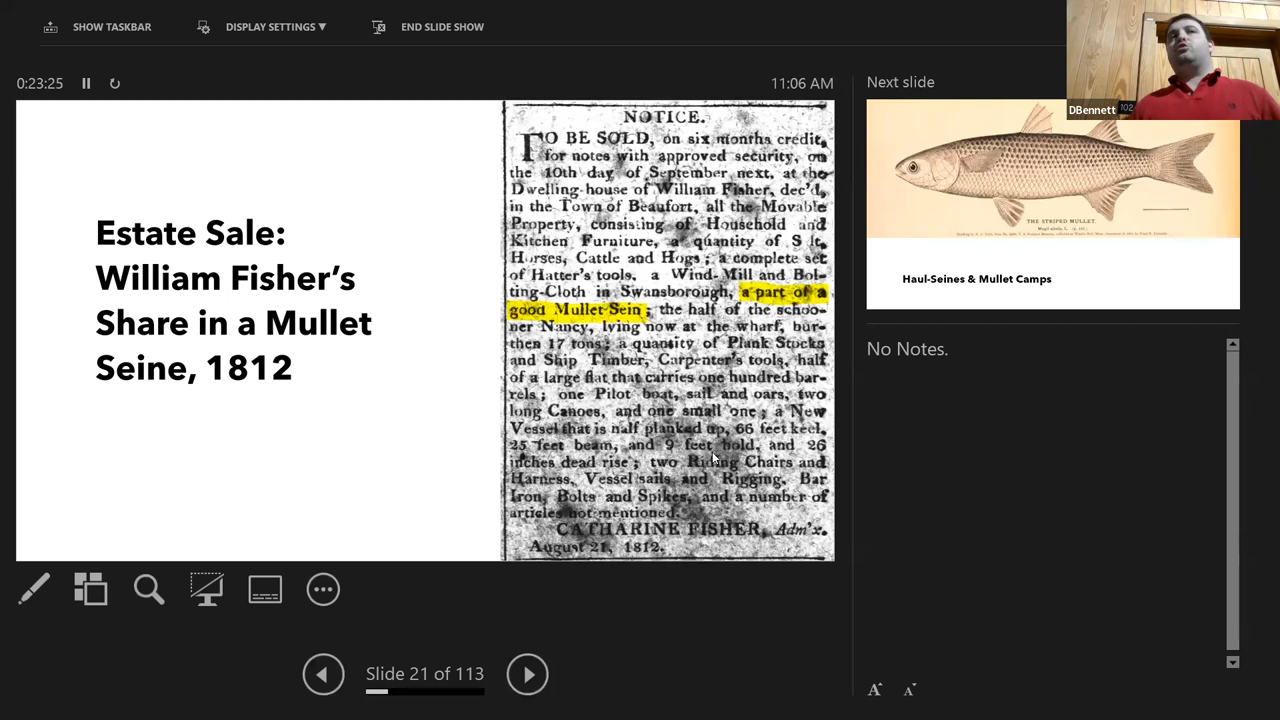 SHOW TASKBAR
DISPLAY SETTINGS ▼
END SLIDE SHOW
0:23:25
11:06 AM
Estate Sale:
William Fisher’s
Share in a Mullet
Seine, 1812
NOTICE.
TO BE SOLD, on six months credit,
for notes with approved security, on
the 10th day of September next, at the
Dwelling-house of William Fisher, dec'd,
in the Town of Beaufort, all the Movable
Property, consisting of Household and
Kitchen Furniture, a quantity of S lt,
Horses, Cattle and Hogs; a complete set
of Hatter's tools, a Wind-Mill and Bol-
ting-Cloth in Swansborough, a part of a
good Mullet Sein; the half of the schoo-
ner Nancy, lying now at the wharf, bur-
then 17 tons; a quantity of Plank Stocks
and Ship Timber, Carpenter's tools, half
of a large flat that carries one hundred bar-
rels; one Pilot boat, sail and oars, two
long Canoes, and one small one; a New
Vessel that is half planked up, 66 feet keel,
25 feet beam, and 9 feet hold, and 26
inches dead rise; two Riding Chairs and
Harness, Vessel sails and Rigging, Bar
Iron, Bolts and Spikes, and a number of
articles not mentioned.
CATHARINE FISHER, Adm'x.
August 21, 1812.
Slide 21 of 113
Next slide
DBennett
THE STRIPED MULLET.
Haul-Seines & Mullet Camps
No Notes.
A A